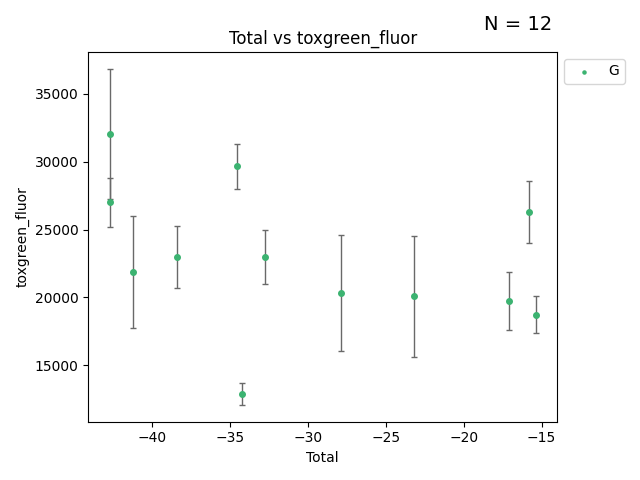 N = 12
Total vs toxgreen_fluor
G
35000
30000
25000
20000
15000
toxgreen_fluor
−40
−35
−30
−25
−20
−15
Total